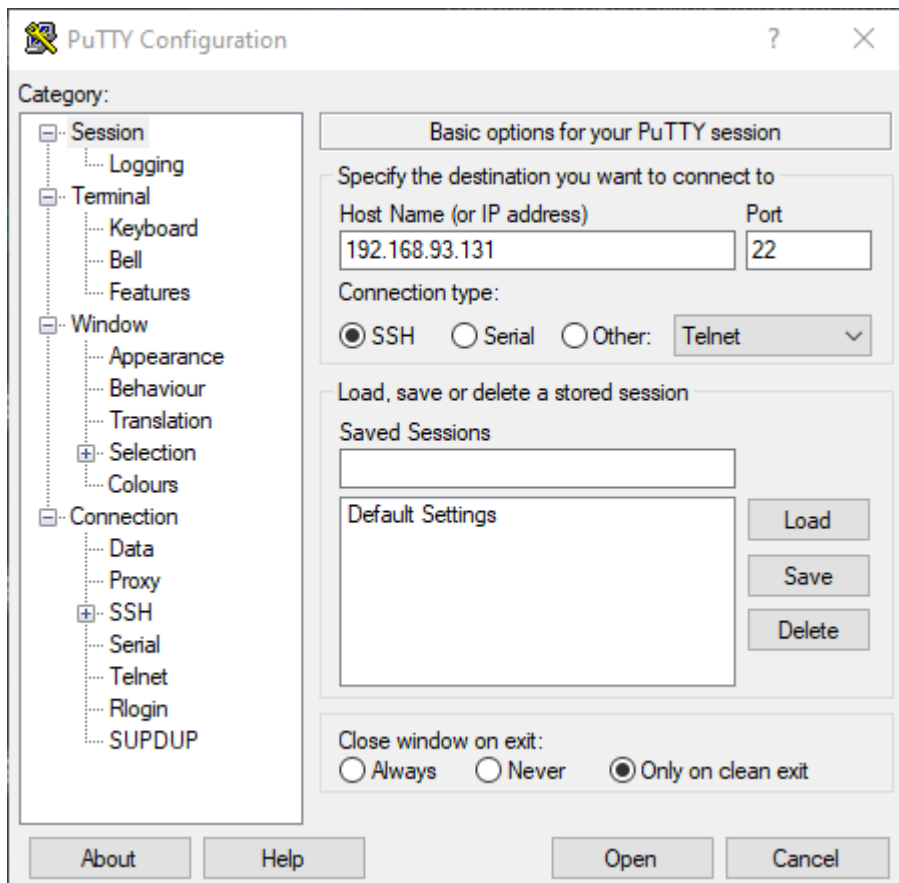 PuTTY Configuration
?
Category:
Session
Logging
Terminal
Keyboard
Bell
Features
Window
Appearance
Behaviour
Translation
Selection
Colours
Connection
Data
Proxy
SSH
Serial
Telnet
Rlogin
SUPDUP
Basic options for your PuTTY session
Specify the destination you want to connect to
Host Name (or IP address) Port
192.168.93.131 22
Connection type:
SSH Serial Other: Telnet
Load, save or delete a stored session
Saved Sessions
Default Settings
Load
Save
Delete
Close window on exit:
Always Never Only on clean exit
About Help Open Cancel